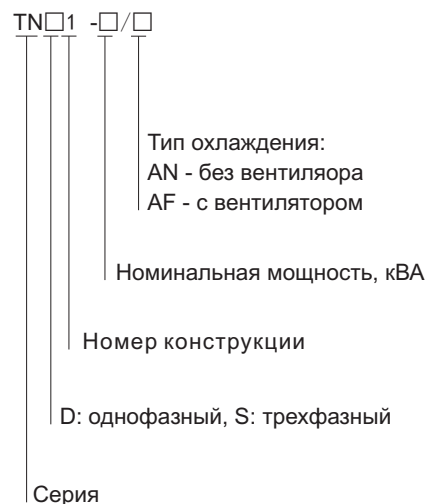 TN□1 -□/□
Тип охлаждения:
AN - без вентиляора
AF - с вентилятором
Номинальная мощность, кВА
Номер конструкции
D: однофазный, S: трехфазный
Серия